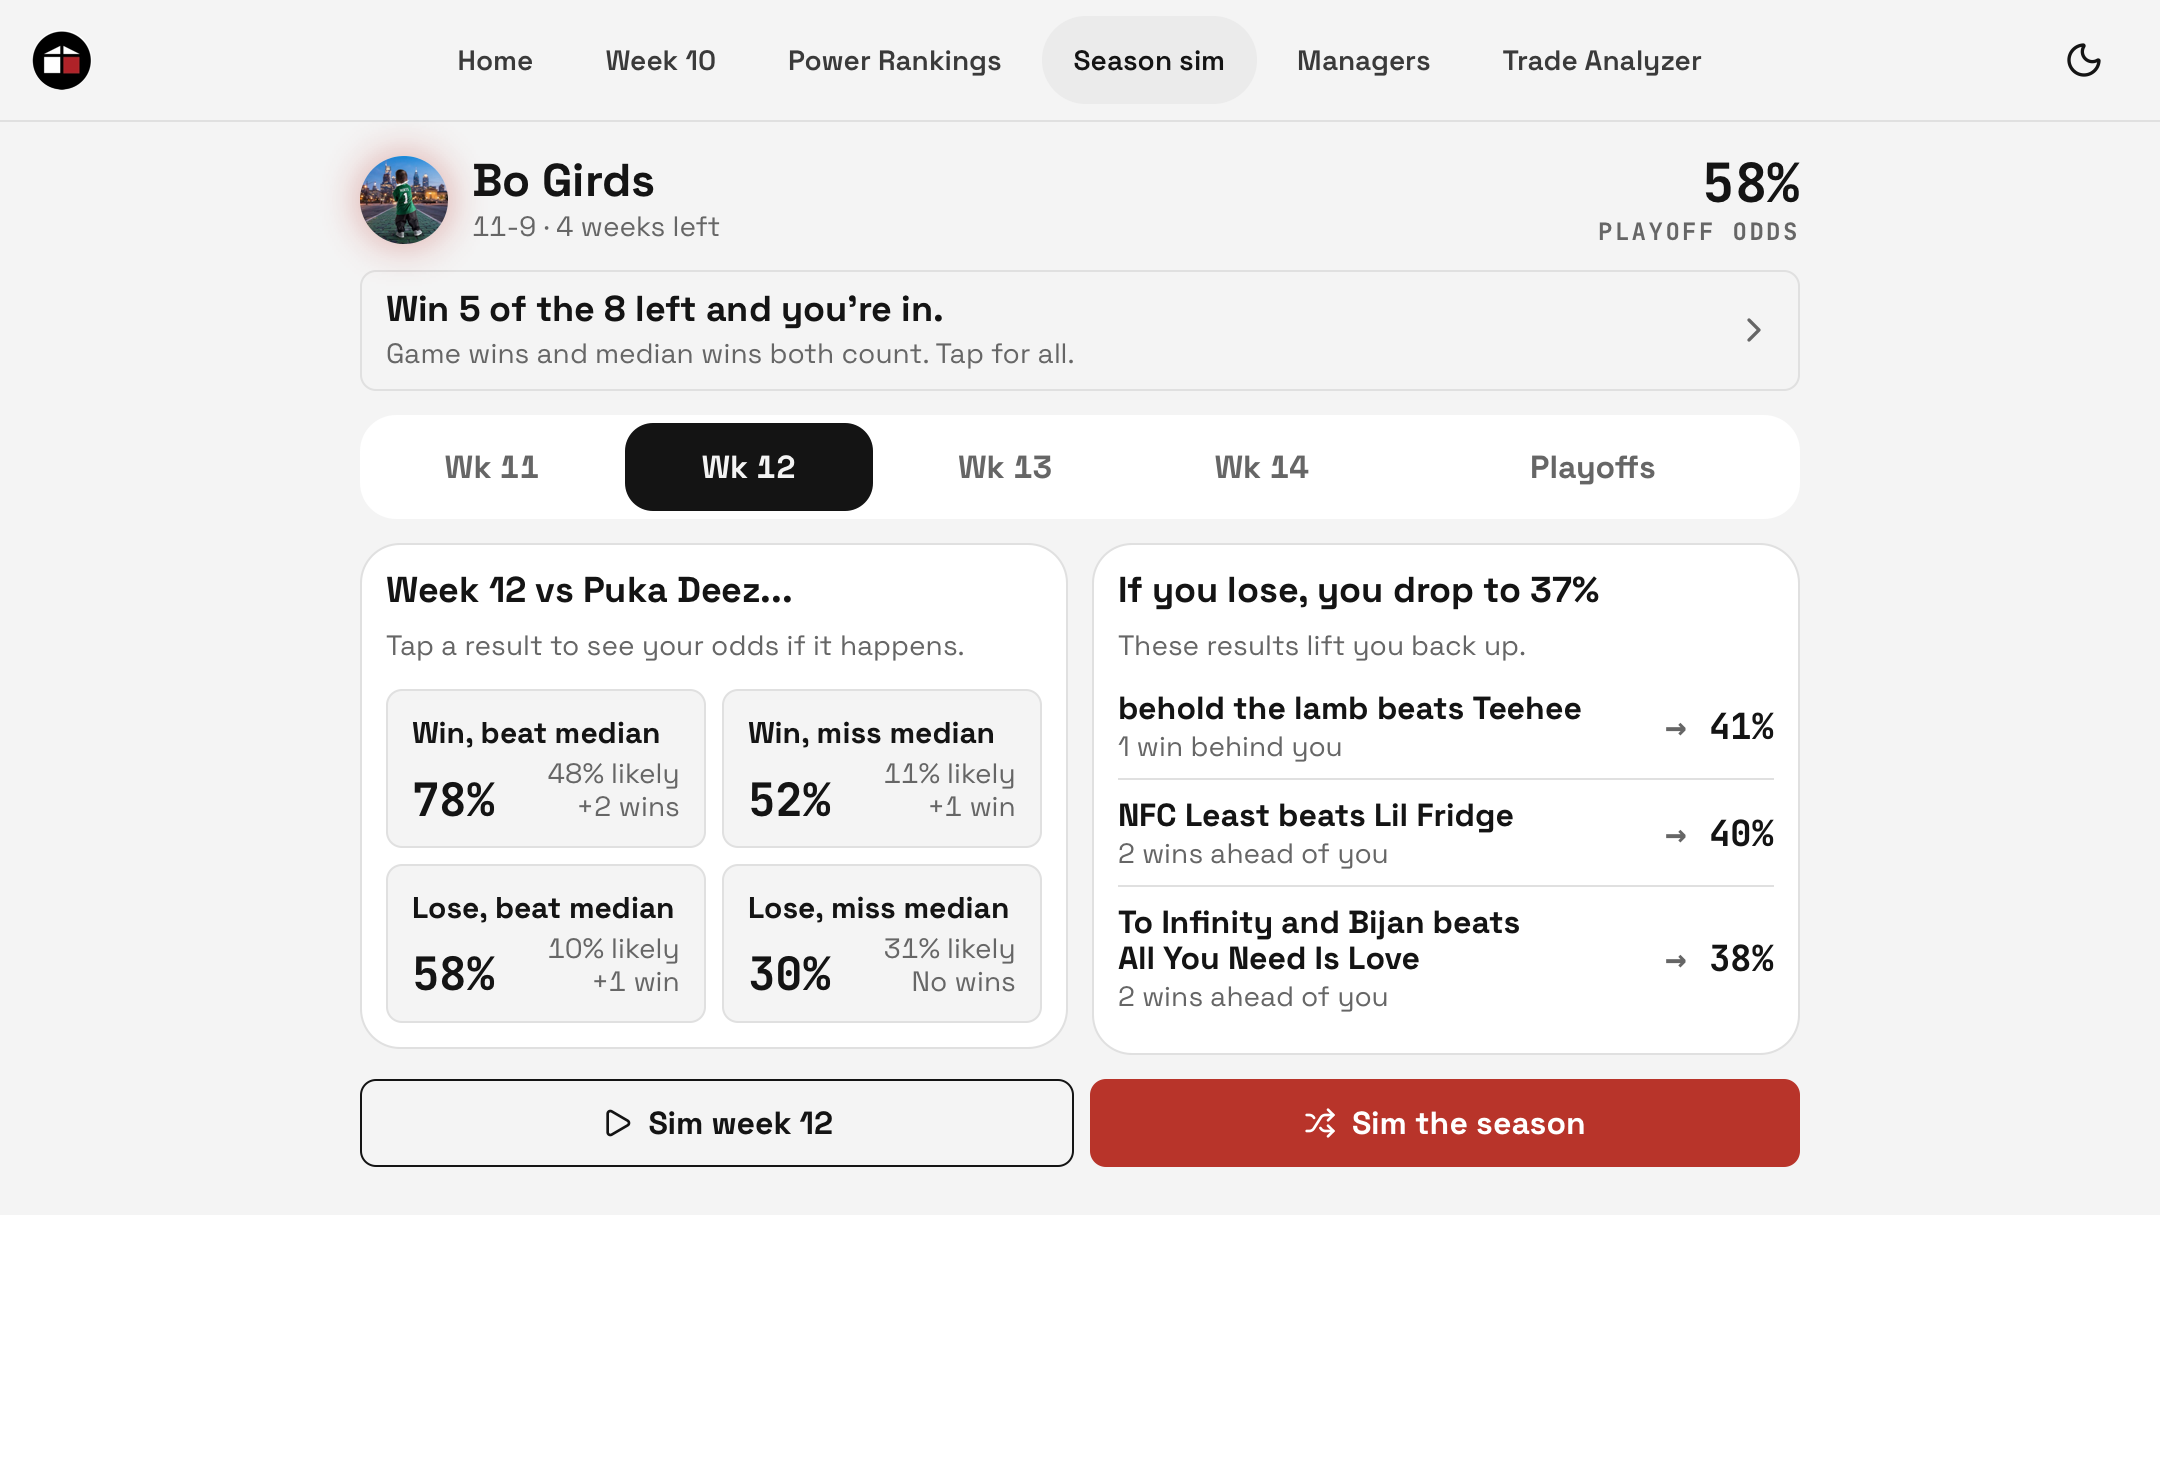 Home
Week 10
Power Rankings
Season sim
Managers
Trade Analyzer
Bo Girds
11-9 · 4 weeks left
58%
PLAYOFF ODDS
Win 5 of the 8 left and you’re in.
Game wins and median wins both count. Tap for all.
Wk 11
Wk 12
Wk 13
Wk 14
Playoffs
Week 12 vs Puka Deez...
Tap a result to see your odds if it happens.
Win, beat median
78%
48% likely
+2 wins
Win, miss median
52%
11% likely
+1 win
Lose, beat median
58%
10% likely
+1 win
Lose, miss median
30%
31% likely
No wins
If you lose, you drop to 37%
These results lift you back up.
behold the lamb beats Teehee
1 win behind you
→ 41%
NFC Least beats Lil Fridge
2 wins ahead of you
→ 40%
To Infinity and Bijan beats
All You Need Is Love
2 wins ahead of you
→ 38%
Sim week 12
Sim the season